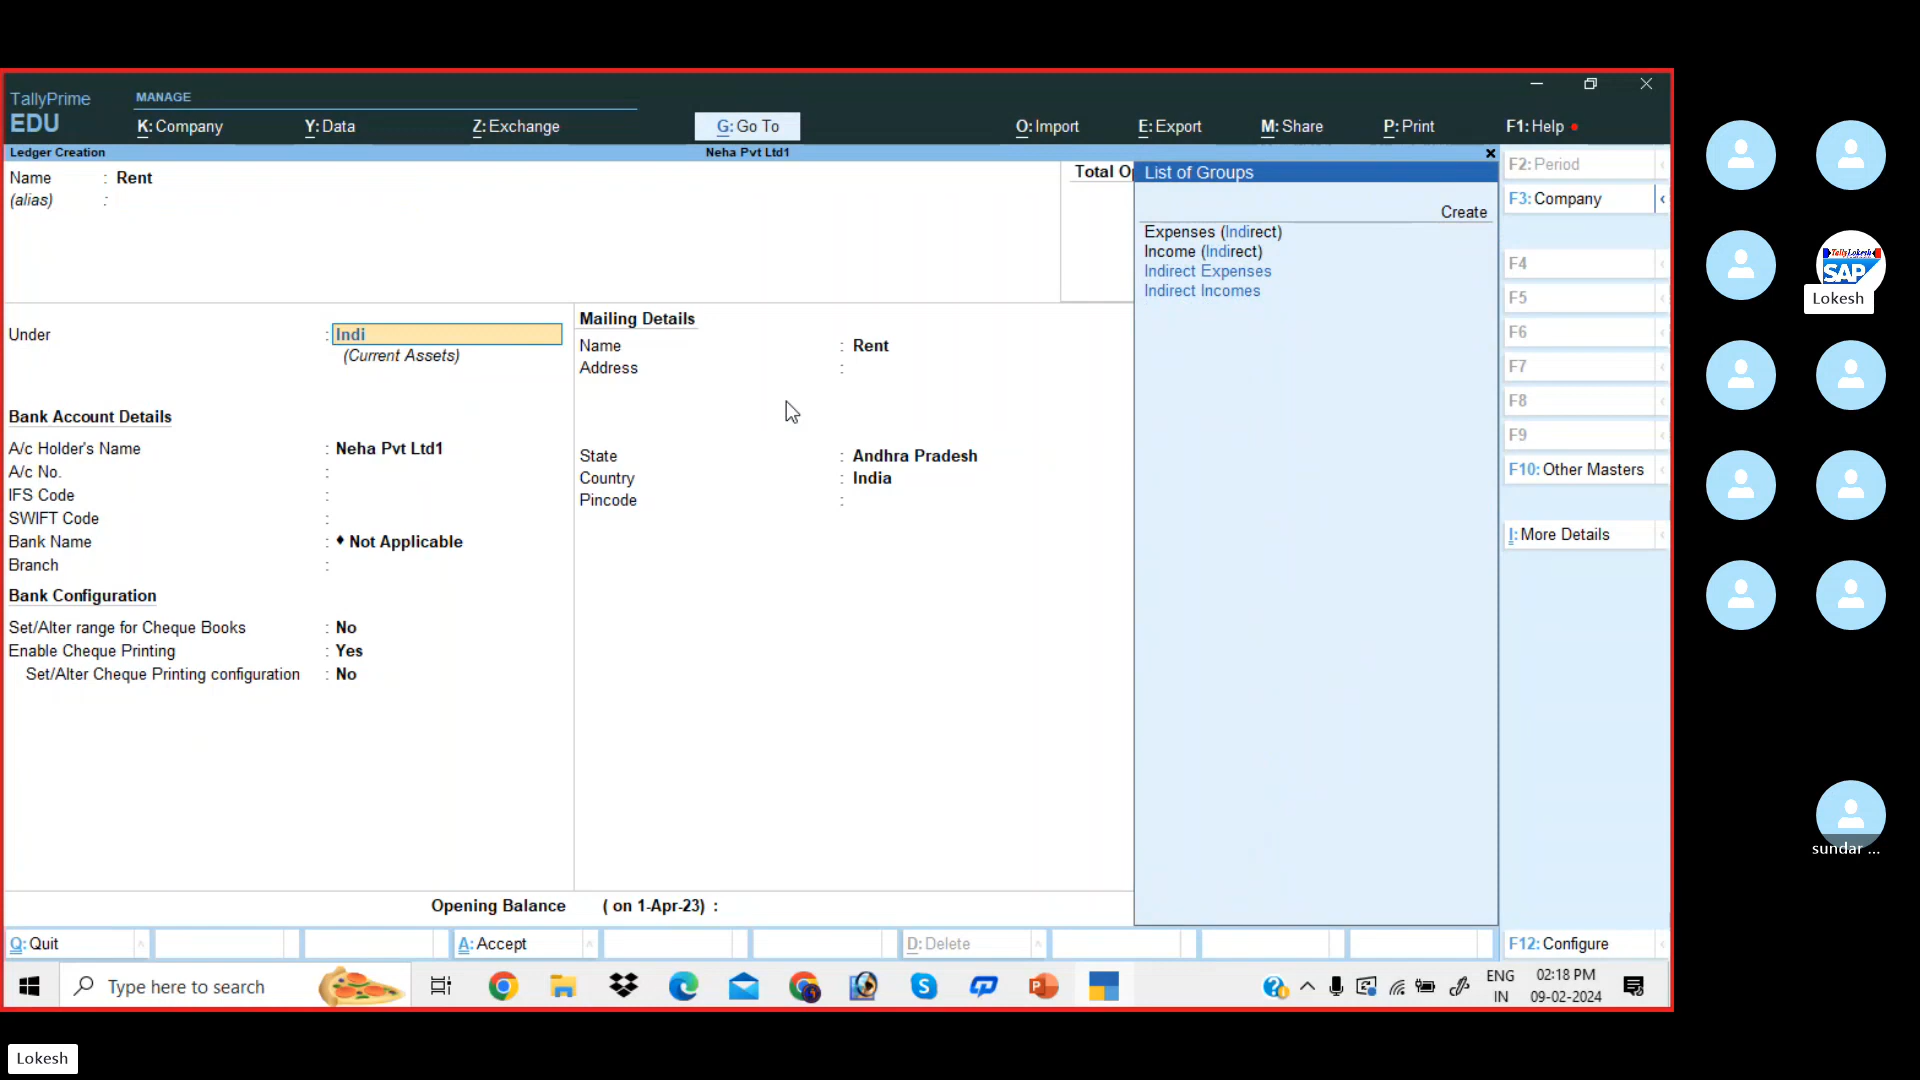 TallyPrime
EDU
MANAGE
K: Company
Y: Data
Z: Exchange
G: Go To
O: Import
E: Export
M: Share
P: Print
F1: Help
Ledger Creation
Neha Pvt Ltd1
Name : Rent
(alias) :
Total Op
List of Groups
Create
Expenses (Indirect)
Income (Indirect)
Indirect Expenses
Indirect Incomes
Under : Indi
(Current Assets)
Bank Account Details
A/c Holder's Name : Neha Pvt Ltd1
A/c No. :
IFS Code :
SWIFT Code :
Bank Name : ♦ Not Applicable
Branch :
Bank Configuration
Set/Alter range for Cheque Books : No
Enable Cheque Printing : Yes
Set/Alter Cheque Printing configuration : No
Mailing Details
Name : Rent
Address :
State : Andhra Pradesh
Country : India
Pincode :
Opening Balance ( on 1-Apr-23) :
F2: Period
F3: Company
F4
F5
F6
F7
F8
F9
F10: Other Masters
I: More Details
F12: Configure
Q: Quit
A: Accept
D: Delete
Type here to search
ENG
IN
02:18 PM
09-02-2024
TallyLokesh
SAP
Lokesh
sundar ...
Lokesh